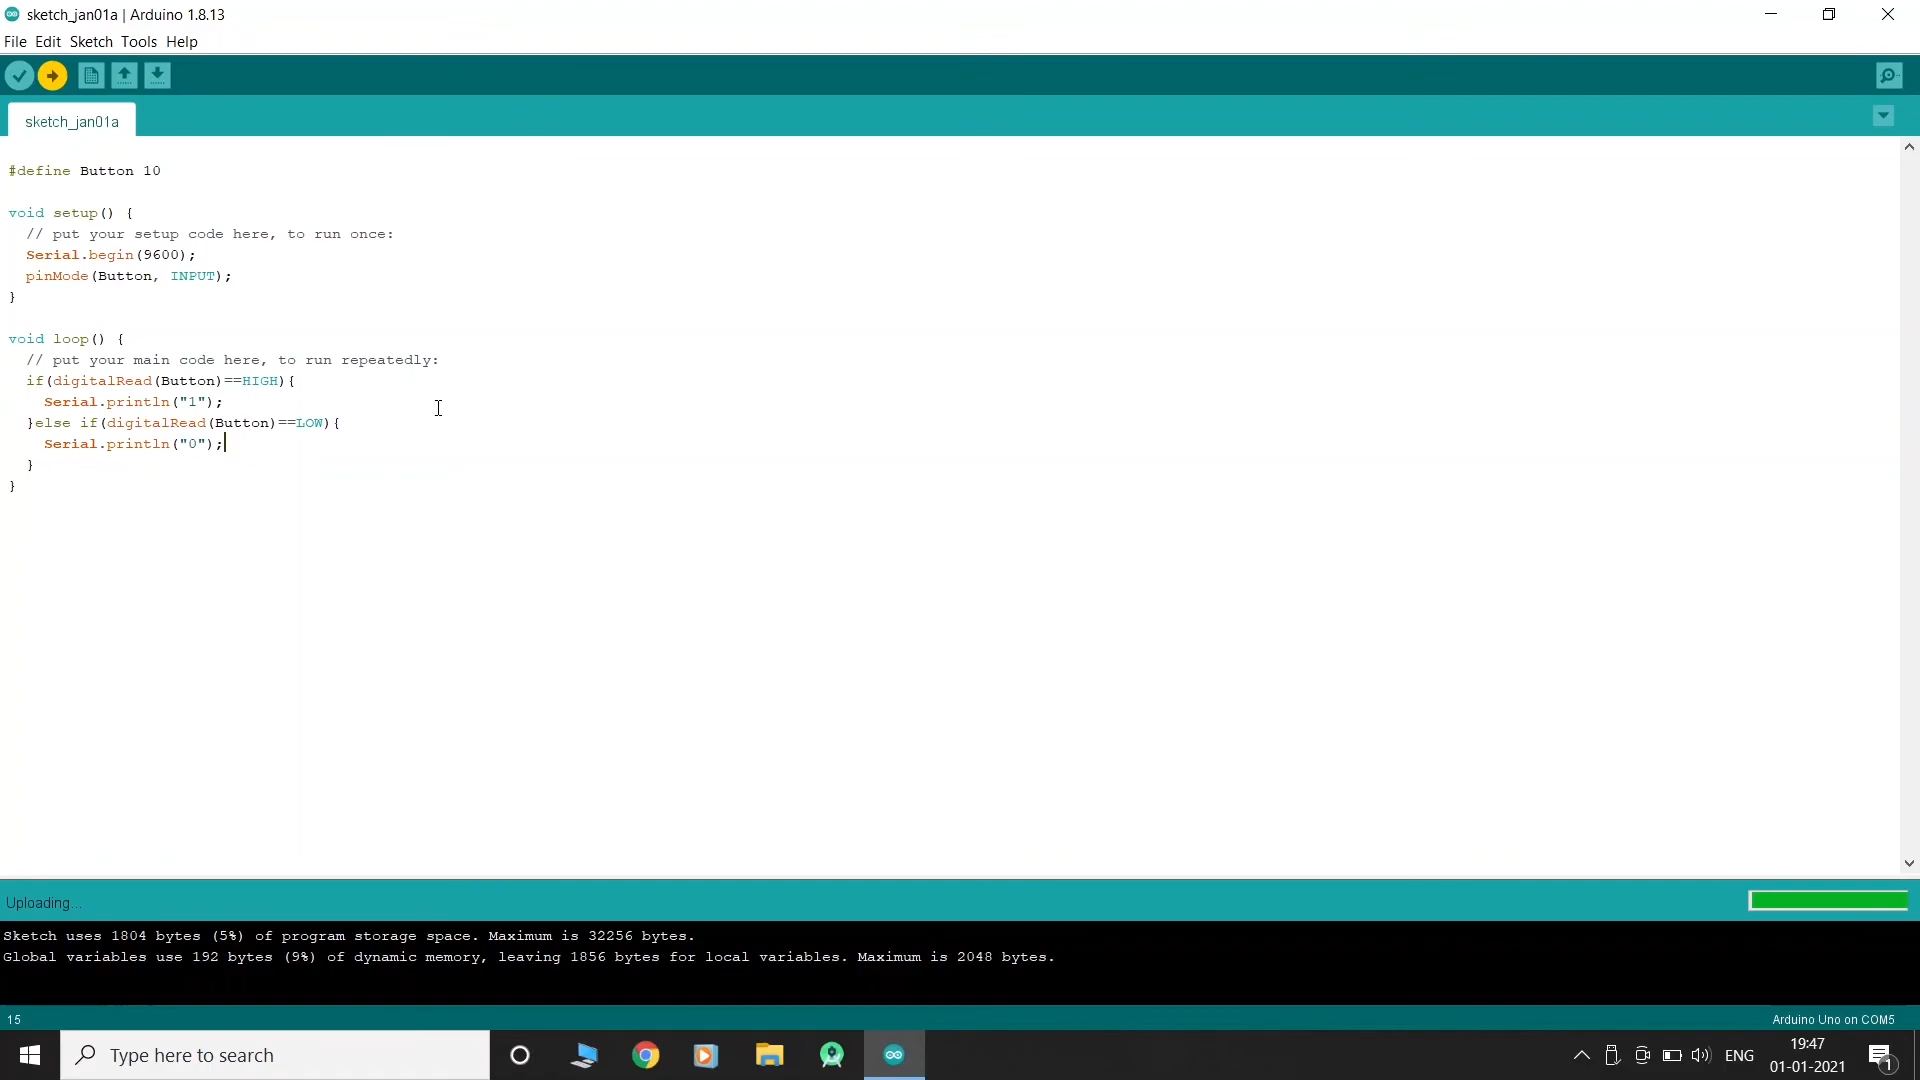 sketch_jan01a | Arduino 1.8.13
File Edit Sketch Tools Help
sketch_jan01a
#define Button 10
void setup() {
// put your setup code here, to run once:
Serial.begin(9600);
pinMode(Button, INPUT);
}
void loop() {
// put your main code here, to run repeatedly:
if(digitalRead(Button)==HIGH){
Serial.println("1");
}else if(digitalRead(Button)==LOW){
Serial.println("0");
}
}
Uploading...
Sketch uses 1804 bytes (5%) of program storage space. Maximum is 32256 bytes.
Global variables use 192 bytes (9%) of dynamic memory, leaving 1856 bytes for local variables. Maximum is 2048 bytes.
15
Arduino Uno on COM5
Type here to search
ENG
19:47
01-01-2021
1